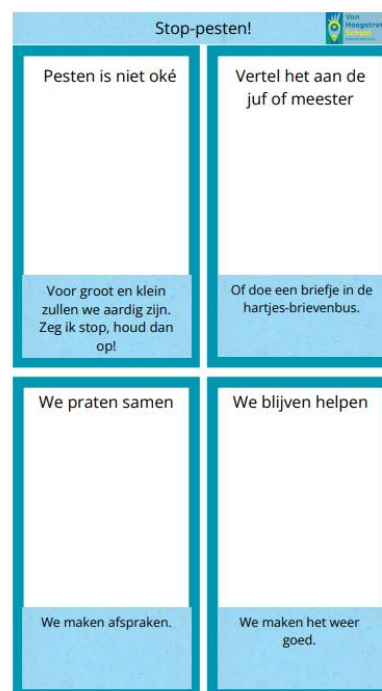 Stop-pesten!
Van
Hoogstraten
School
Pesten is niet oké
Voor groot en klein
zullen we aardig zijn.
Zeg ik stop, houd dan
op!
Vertel het aan de
juf of meester
Of doe een briefje in de
hartjes-brievenbus.
We praten samen
We maken afspraken.
We blijven helpen
We maken het weer
goed.